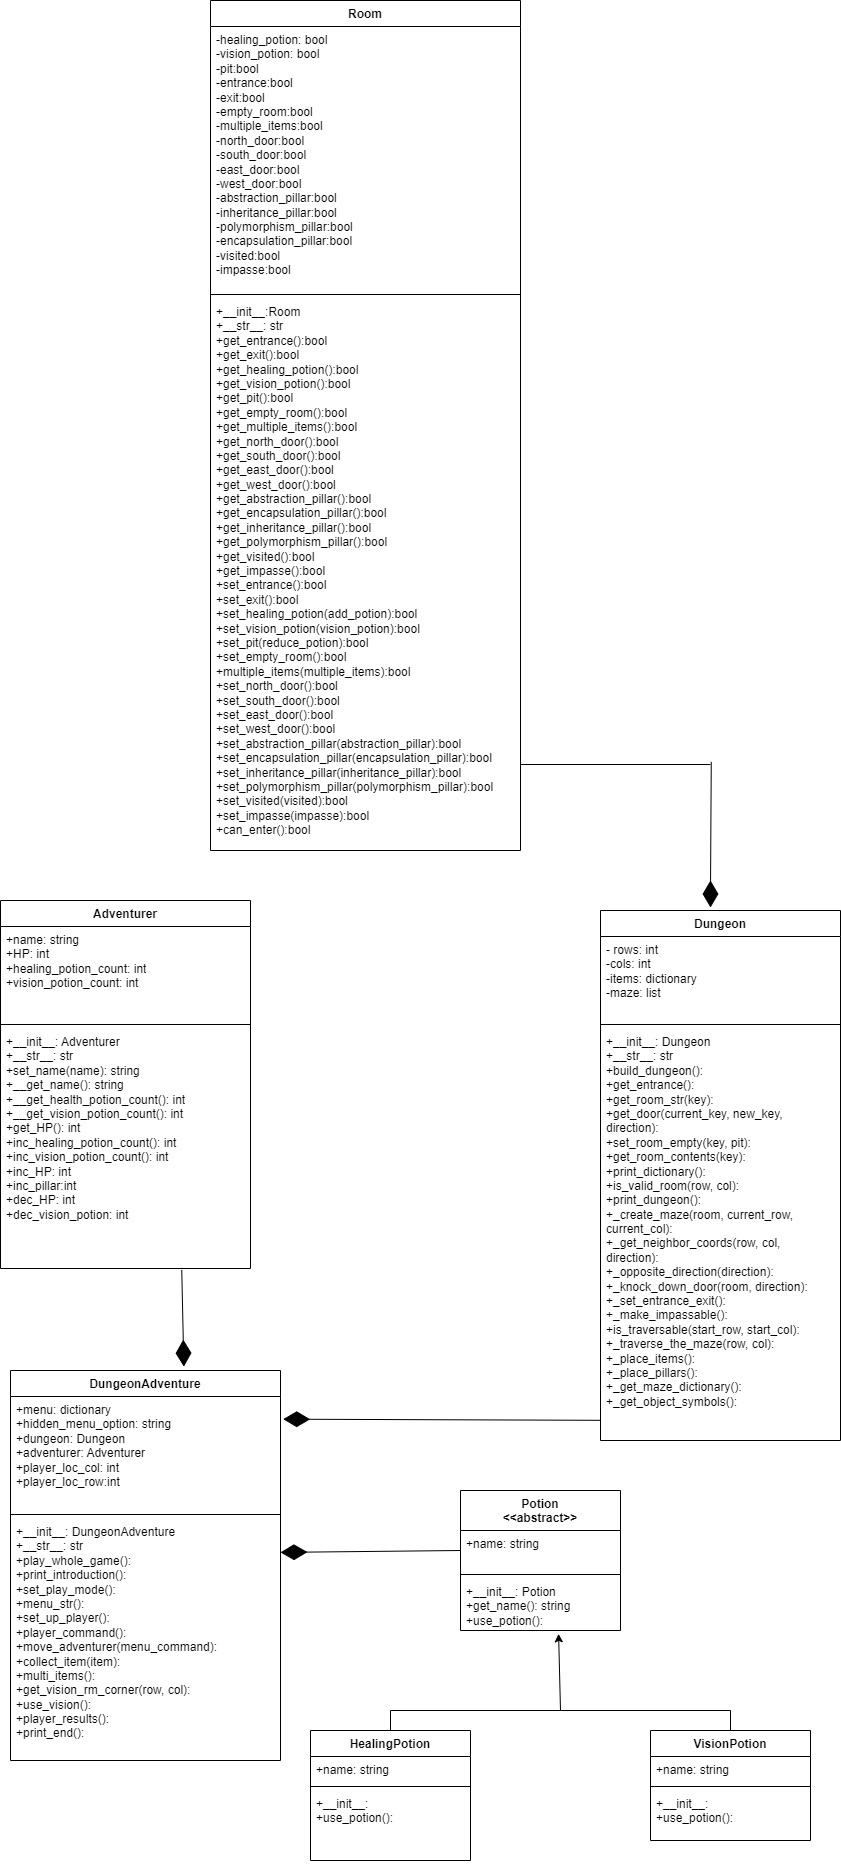 Room
-healing_potion: bool
-vision_potion: bool
-pit:bool
-entrance:bool
-exit:bool
-empty_room:bool
-multiple_items:bool
-north_door:bool
-south_door:bool
-east_door:bool
-west_door:bool
-abstraction_pillar:bool
-inheritance_pillar:bool
-polymorphism_pillar:bool
-encapsulation_pillar:bool
-visited:bool
-impasse:bool
+__init__:Room
+__str__: str
+get_entrance():bool
+get_exit():bool
+get_healing_potion():bool
+get_vision_potion():bool
+get_pit():bool
+get_empty_room():bool
+get_multiple_items():bool
+get_north_door():bool
+get_south_door():bool
+get_east_door():bool
+get_west_door():bool
+get_abstraction_pillar():bool
+get_encapsulation_pillar():bool
+get_inheritance_pillar():bool
+get_polymorphism_pillar():bool
+get_visited():bool
+get_impasse():bool
+set_entrance():bool
+set_exit():bool
+set_healing_potion(add_potion):bool
+set_vision_potion(vision_potion):bool
+set_pit(reduce_potion):bool
+set_empty_room():bool
+multiple_items(multiple_items):bool
+set_north_door():bool
+set_south_door():bool
+set_east_door():bool
+set_west_door():bool
+set_abstraction_pillar(abstraction_pillar):bool
+set_encapsulation_pillar(encapsulation_pillar):bool
+set_inheritance_pillar(inheritance_pillar):bool
+set_polymorphism_pillar(polymorphism_pillar):bool
+set_visited(visited):bool
+set_impasse(impasse):bool
+can_enter():bool
Adventurer
+name: string
+HP: int
+healing_potion_count: int
+vision_potion_count: int
+__init__: Adventurer
+__str__: str
+set_name(name): string
+__get_name(): string
+__get_health_potion_count(): int
+__get_vision_potion_count(): int
+get_HP(): int
+inc_healing_potion_count(): int
+inc_vision_potion_count(): int
+inc_HP: int
+inc_pillar:int
+dec_HP: int
+dec_vision_potion: int
Dungeon
- rows: int
-cols: int
-items: dictionary
-maze: list
+__init__: Dungeon
+__str__: str
+build_dungeon():
+get_entrance():
+get_room_str(key):
+get_door(current_key, new_key,
direction):
+set_room_empty(key, pit):
+get_room_contents(key):
+print_dictionary():
+is_valid_room(row, col):
+print_dungeon():
+_create_maze(room, current_row,
current_col):
+_get_neighbor_coords(row, col,
direction):
+_opposite_direction(direction):
+_knock_down_door(room, direction):
+_set_entrance_exit():
+_make_impassable():
+is_traversable(start_row, start_col):
+_traverse_the_maze(row, col):
+_place_items():
+_place_pillars():
+_get_maze_dictionary():
+_get_object_symbols():
DungeonAdventure
+menu: dictionary
+hidden_menu_option: string
+dungeon: Dungeon
+adventurer: Adventurer
+player_loc_col: int
+player_loc_row:int
+__init__: DungeonAdventure
+__str__: str
+play_whole_game():
+print_introduction():
+set_play_mode():
+menu_str():
+set_up_player():
+player_command():
+move_adventurer(menu_command):
+collect_item(item):
+multi_items():
+get_vision_rm_corner(row, col):
+use_vision():
+player_results():
+print_end():
Potion
<<abstract>>
+name: string
+__init__: Potion
+get_name(): string
+use_potion():
HealingPotion
+name: string
+__init__:
+use_potion():
VisionPotion
+name: string
+__init__:
+use_potion():